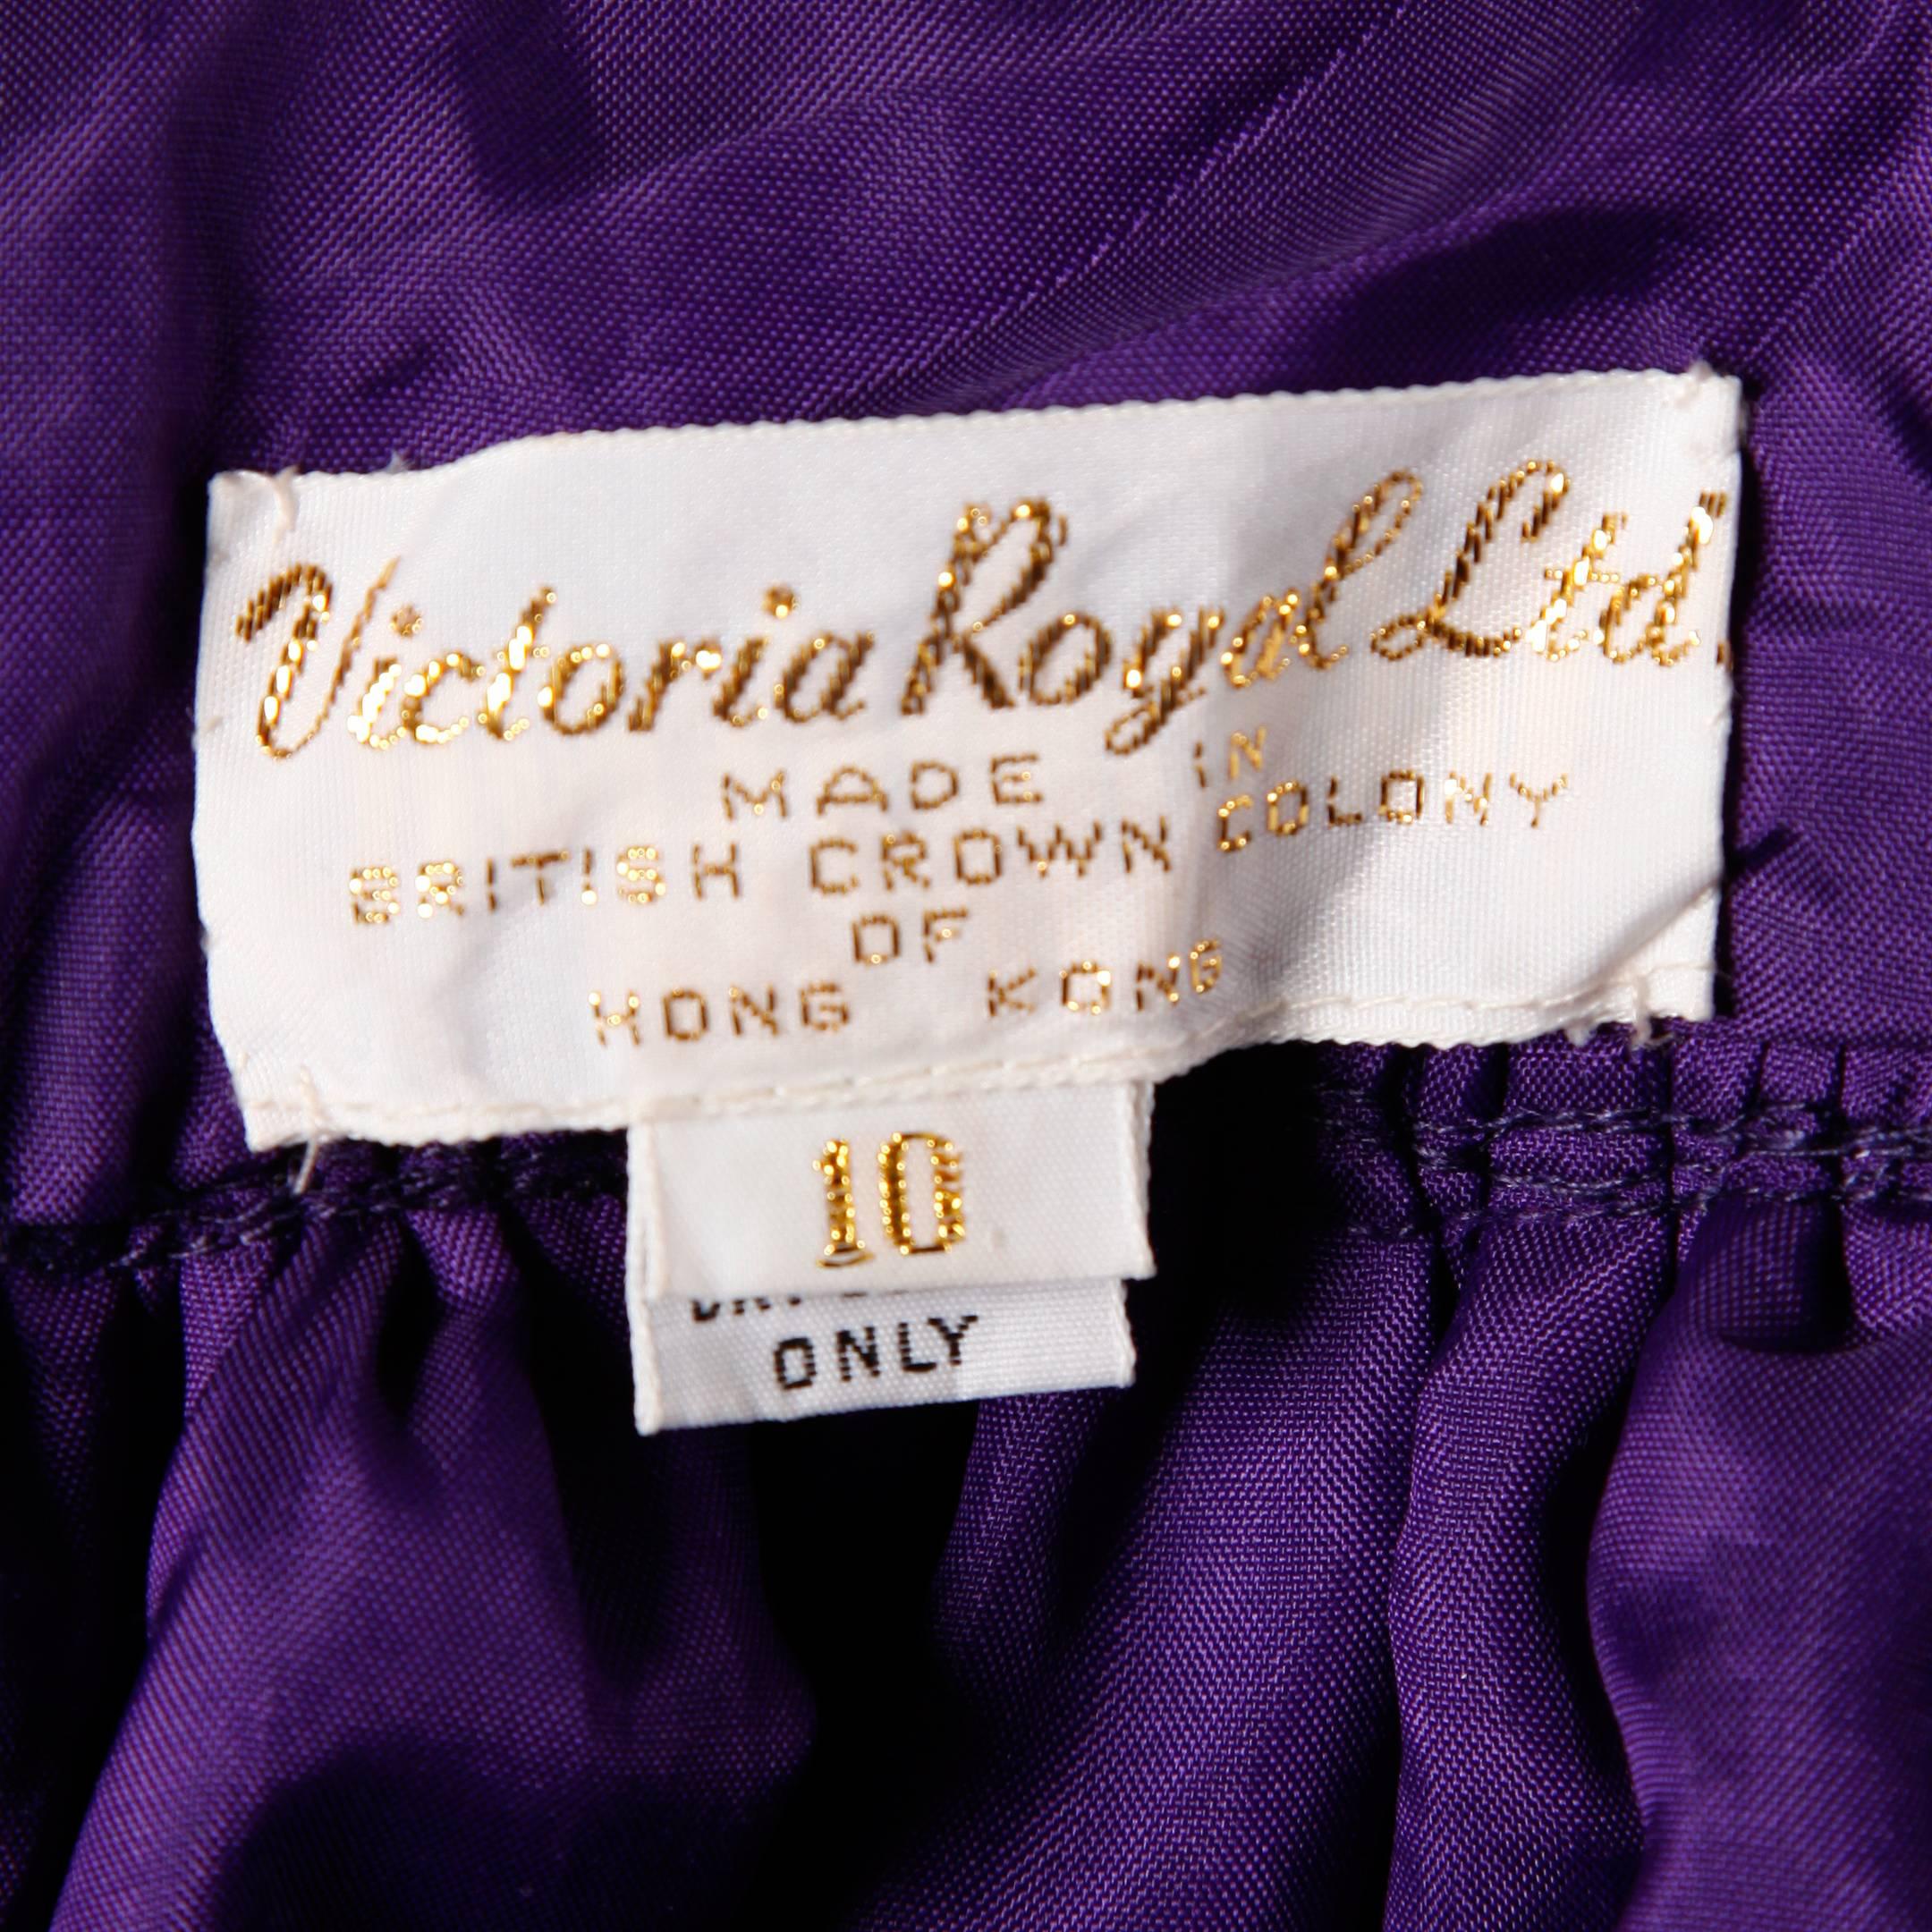 Victoria Royal Ltd.
MADE IN
BRITISH CROWN COLONY
OF
HONG KONG
10
ONLY